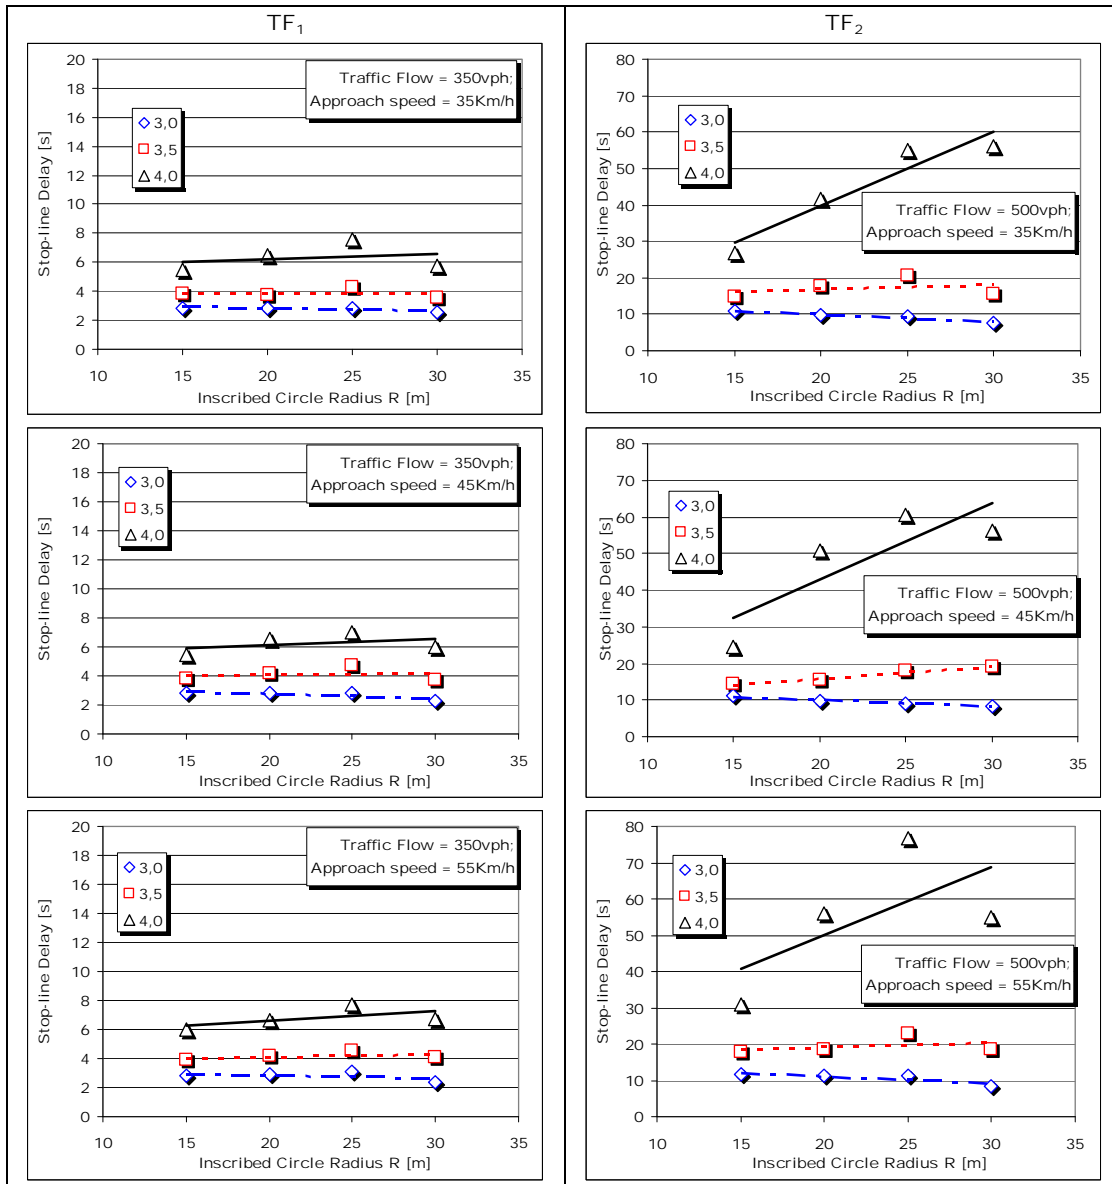 TF1
TF2
20
18
16
14
12
10
8
6
4
2
0
Stop-line Delay [s]
Traffic Flow = 350vph;
Approach speed = 35Km/h
3,0
3,5
4,0
10 15 20 25 30 35
Inscribed Circle Radius R [m]
80
70
60
50
40
30
20
10
0
Stop-line Delay [s]
3,0
3,5
4,0
Traffic Flow = 500vph;
Approach speed = 35Km/h
10 15 20 25 30 35
Inscribed Circle Radius R [m]
20
18
16
14
12
10
8
6
4
2
0
Stop-line Delay [s]
Traffic Flow = 350vph;
Approach speed = 45Km/h
3,0
3,5
4,0
10 15 20 25 30 35
Inscribed Circle Radius R [m]
80
70
60
50
40
30
20
10
0
Stop-line Delay [s]
3,0
3,5
4,0
Traffic Flow = 500vph;
Approach speed = 45Km/h
10 15 20 25 30 35
Inscribed Circle Radius R [m]
20
18
16
14
12
10
8
6
4
2
0
Stop-line Delay [s]
Traffic Flow = 350vph;
Approach speed = 55Km/h
3,0
3,5
4,0
10 15 20 25 30 35
Inscribed Circle Radius R [m]
80
70
60
50
40
30
20
10
0
Stop-line Delay [s]
3,0
3,5
4,0
Traffic Flow = 500vph;
Approach speed = 55Km/h
10 15 20 25 30 35
Inscribed Circle Radius R [m]